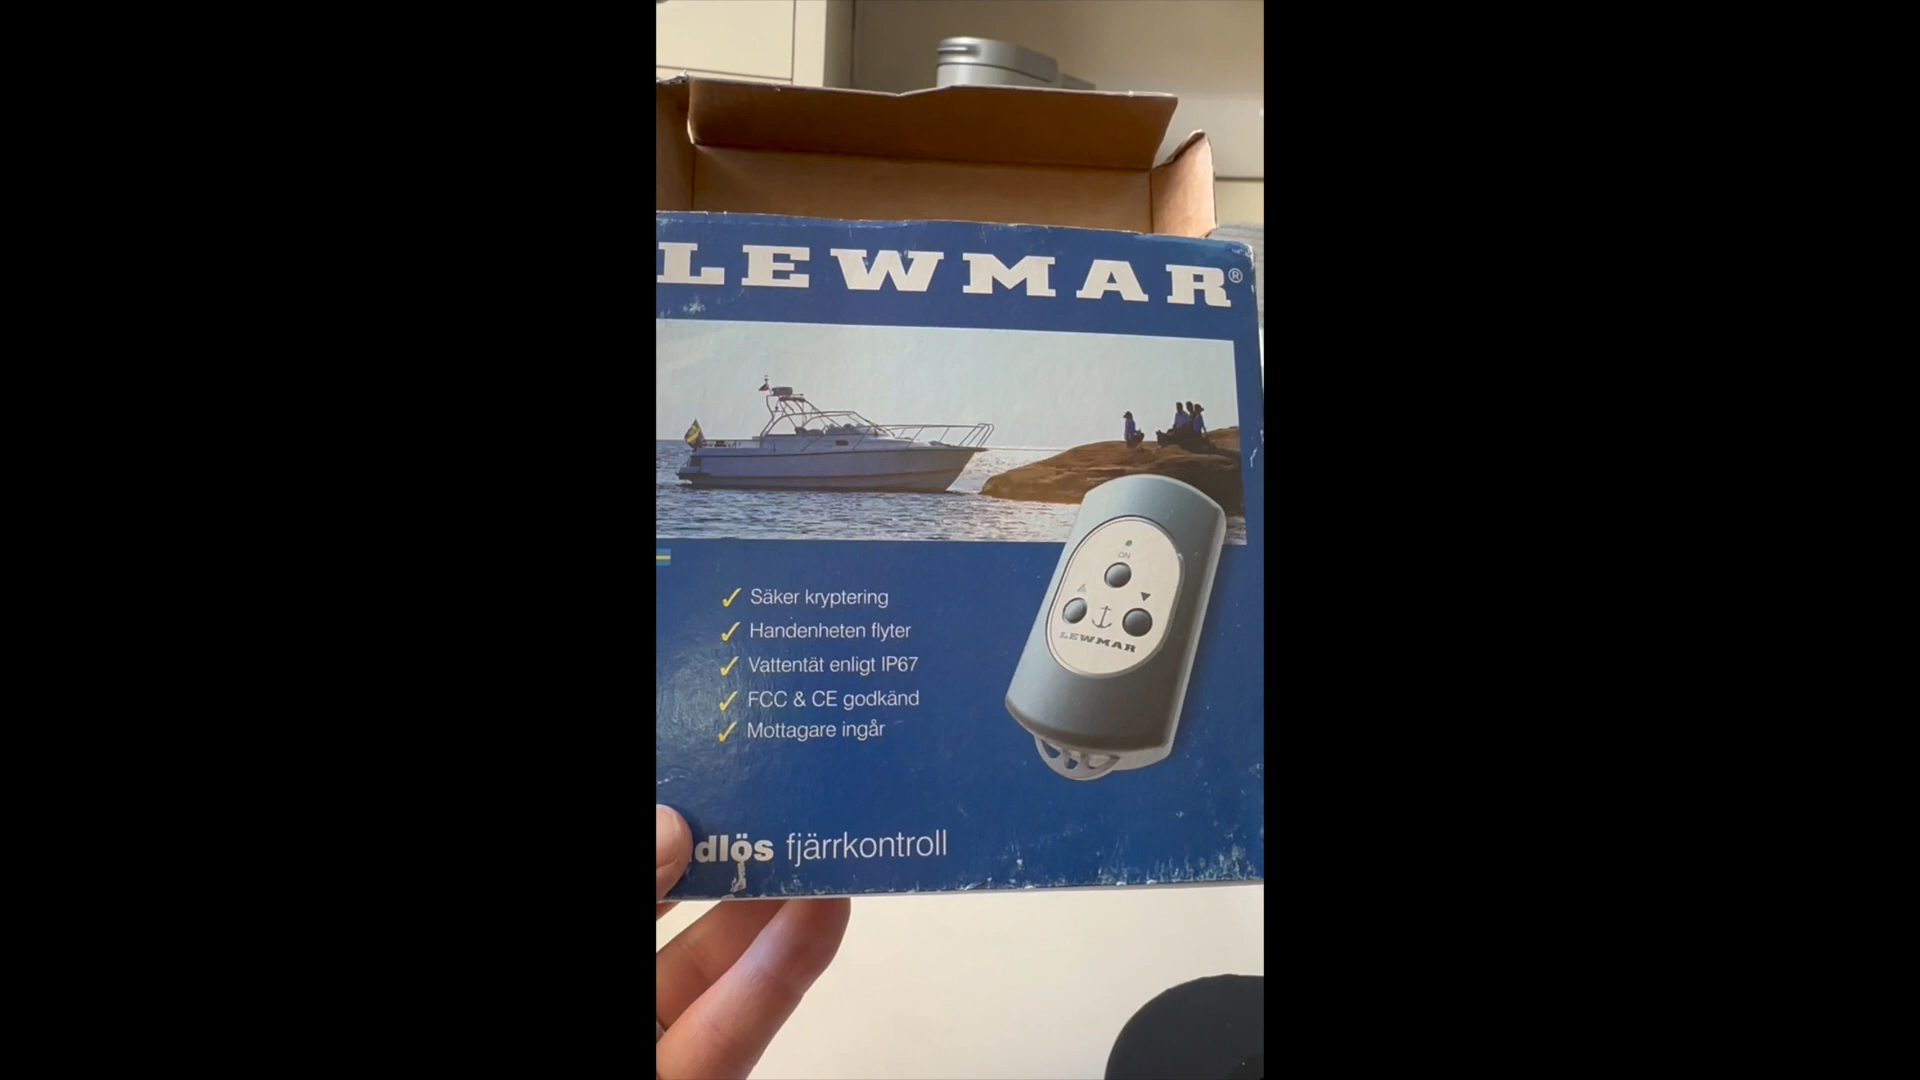 LEWMAR®
ON
LEWMAR
Säker kryptering
Handenheten flyter
Vattentät enligt IP67
FCC & CE godkänd
Mottagare ingår
dlös fjärrkontroll